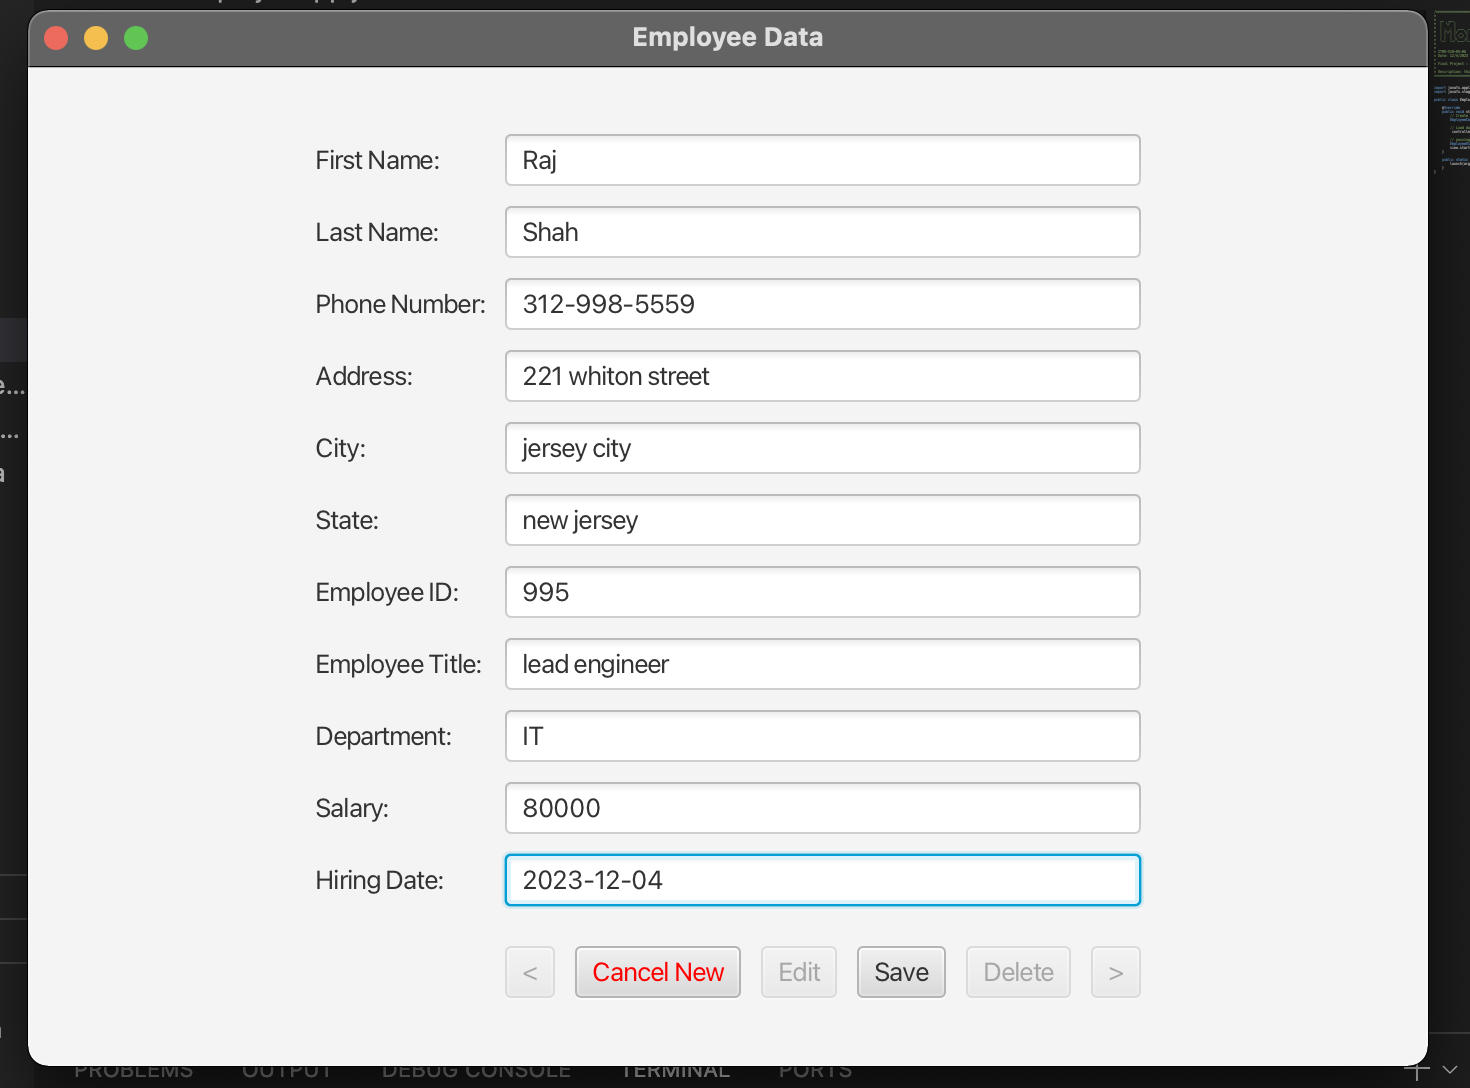 Employee Data
First Name: Raj
Last Name: Shah
Phone Number: 312-998-5559
Address: 221 whiton street
City: jersey city
State: new jersey
Employee ID: 995
Employee Title: lead engineer
Department: IT
Salary: 80000
Hiring Date: 2023-12-04
< Cancel New Edit Save Delete >
PROBLEMS OUTPUT DEBUG CONSOLE TERMINAL PORTS